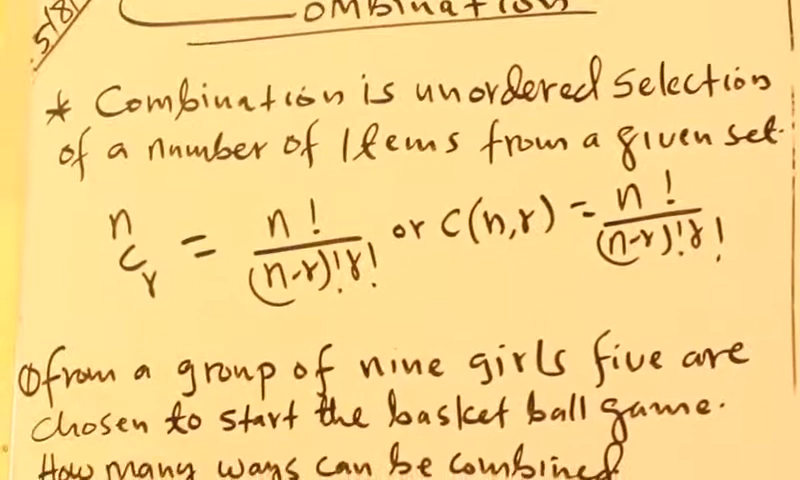 5/8/
Combination
* Combination is unordered selection
of a number of Items from a given set.
nCr = n! / (n-r)!r! or C(n,r) = n! / (n-r)!r!
① from a group of nine girls five are
chosen to start the basket ball game.
How many ways can be combined